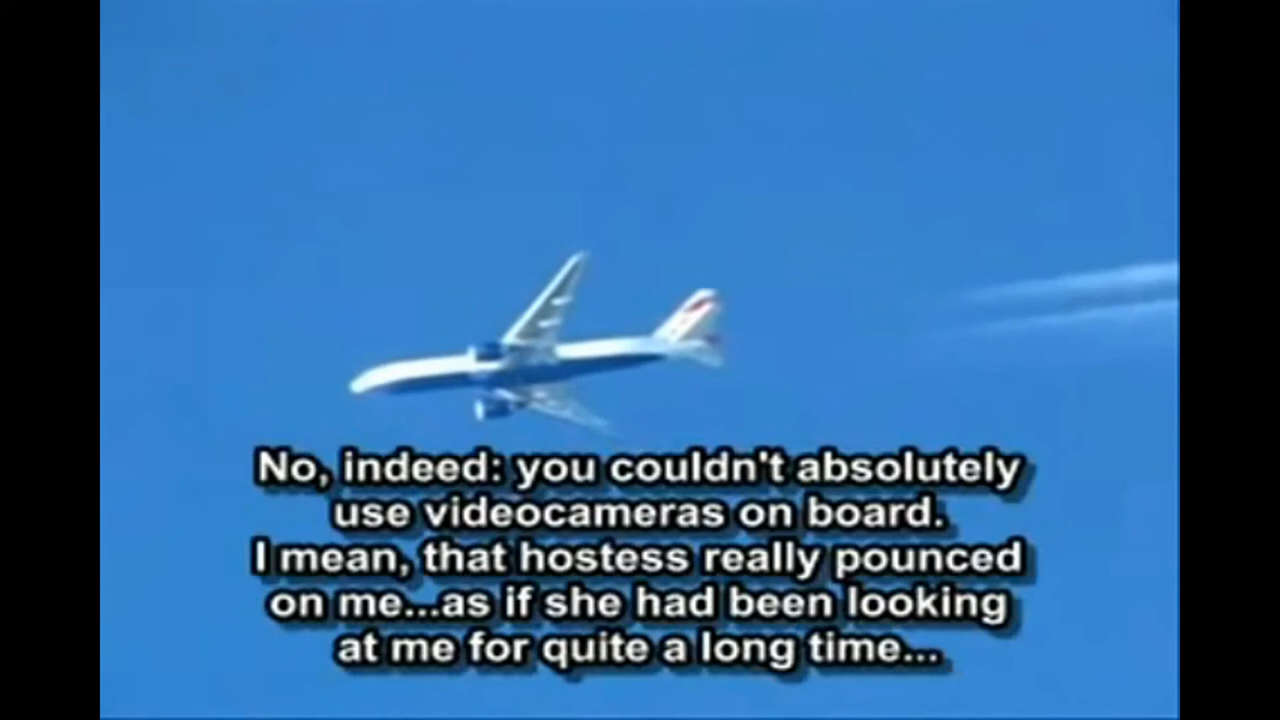 No, indeed: you couldn't absolutely
use videocameras on board.
I mean, that hostess really pounced
on me...as if she had been looking
at me for quite a long time...